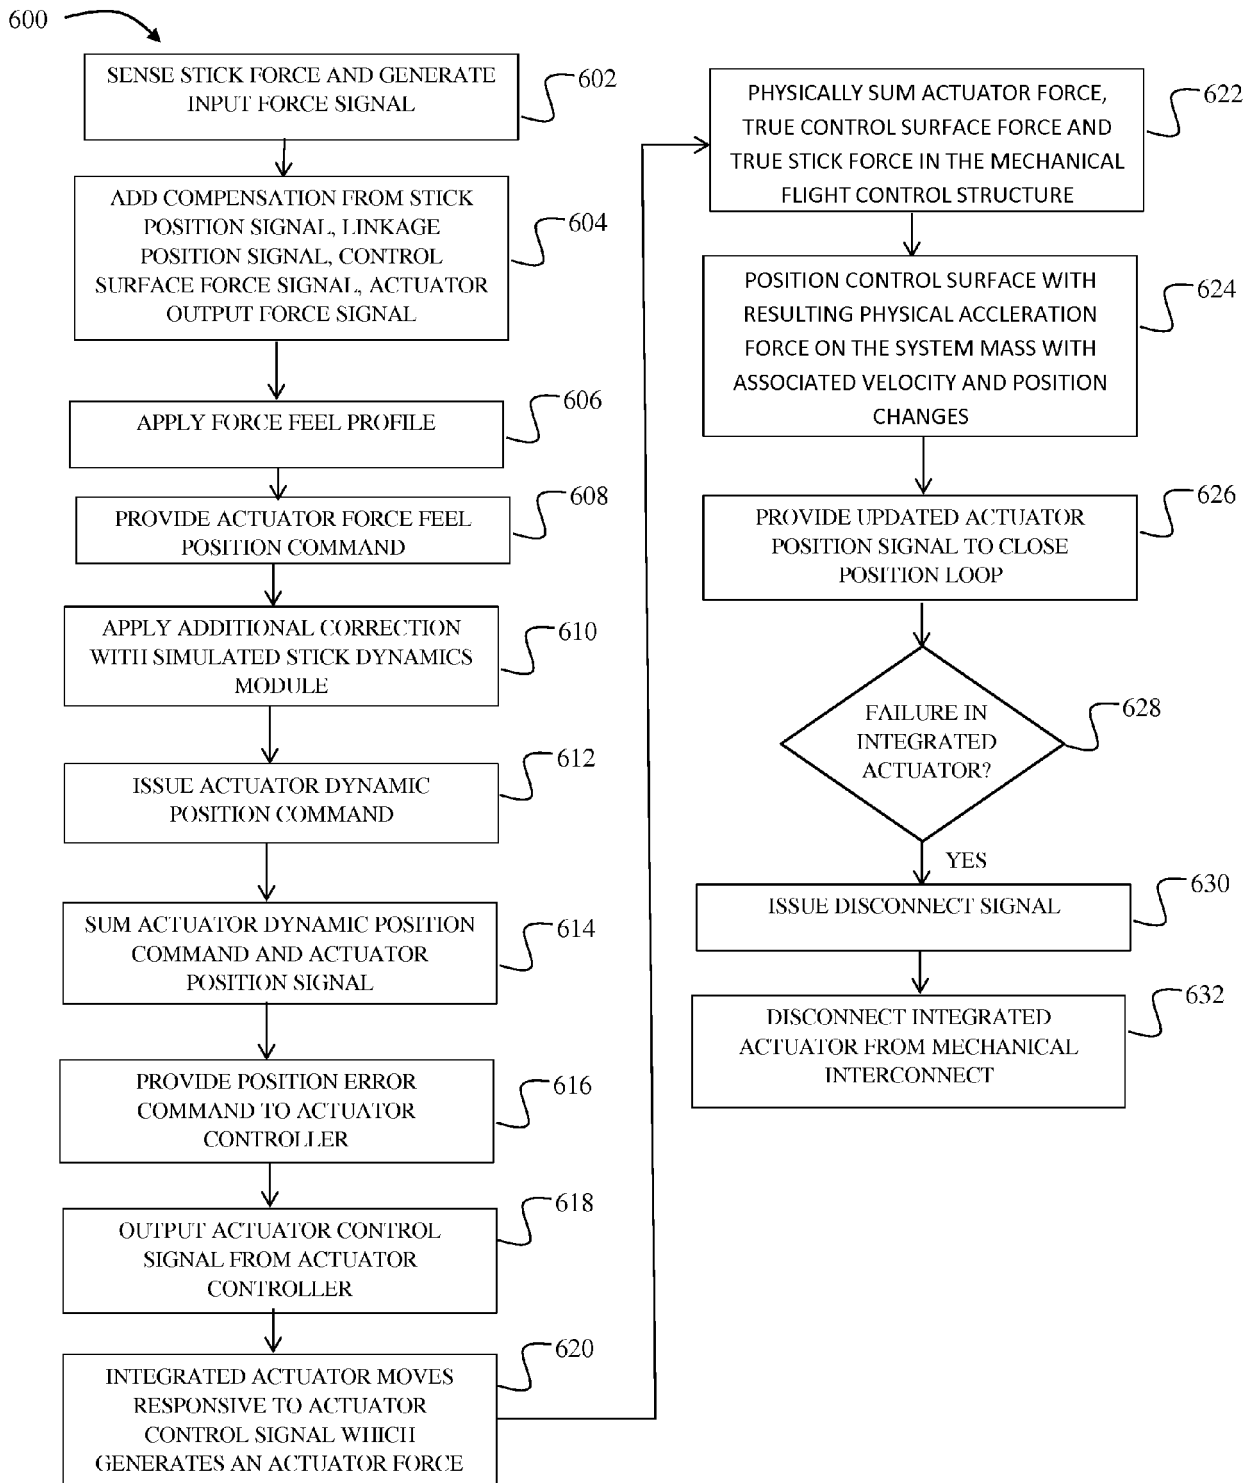 600
SENSE STICK FORCE AND GENERATE
INPUT FORCE SIGNAL
602
ADD COMPENSATION FROM STICK
POSITION SIGNAL, LINKAGE
POSITION SIGNAL, CONTROL
SURFACE FORCE SIGNAL, ACTUATOR
OUTPUT FORCE SIGNAL
604
APPLY FORCE FEEL PROFILE
606
PROVIDE ACTUATOR FORCE FEEL
POSITION COMMAND
608
APPLY ADDITIONAL CORRECTION
WITH SIMULATED STICK DYNAMICS
MODULE
610
ISSUE ACTUATOR DYNAMIC
POSITION COMMAND
612
SUM ACTUATOR DYNAMIC POSITION
COMMAND AND ACTUATOR
POSITION SIGNAL
614
PROVIDE POSITION ERROR
COMMAND TO ACTUATOR
CONTROLLER
616
OUTPUT ACTUATOR CONTROL
SIGNAL FROM ACTUATOR
CONTROLLER
618
INTEGRATED ACTUATOR MOVES
RESPONSIVE TO ACTUATOR
CONTROL SIGNAL WHICH
GENERATES AN ACTUATOR FORCE
620
PHYSICALLY SUM ACTUATOR FORCE,
TRUE CONTROL SURFACE FORCE AND
TRUE STICK FORCE IN THE MECHANICAL
FLIGHT CONTROL STRUCTURE
622
POSITION CONTROL SURFACE WITH
RESULTING PHYSICAL ACCLERATION
FORCE ON THE SYSTEM MASS WITH
ASSOCIATED VELOCITY AND POSITION
CHANGES
624
PROVIDE UPDATED ACTUATOR
POSITION SIGNAL TO CLOSE
POSITION LOOP
626
FAILURE IN
INTEGRATED
ACTUATOR?
628
YES
ISSUE DISCONNECT SIGNAL
630
DISCONNECT INTEGRATED
ACTUATOR FROM MECHANICAL
INTERCONNECT
632